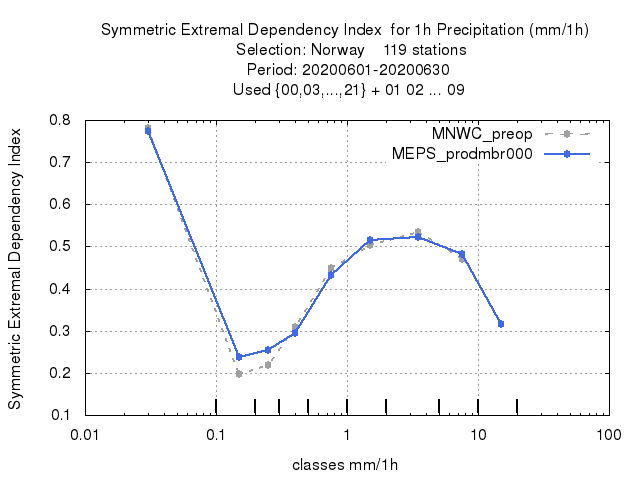 Symmetric Extremal Dependency Index for 1h Precipitation (mm/1h)
Selection: Norway 119 stations
Period: 20200601-20200630
Used {00,03,...,21} + 01 02 ... 09
MNWC_preop
MEPS_prodmbr000
Symmetric Extremal Dependency Index
0.8
0.7
0.6
0.5
0.4
0.3
0.2
0.1
0.01 0.1 1 10 100
classes mm/1h